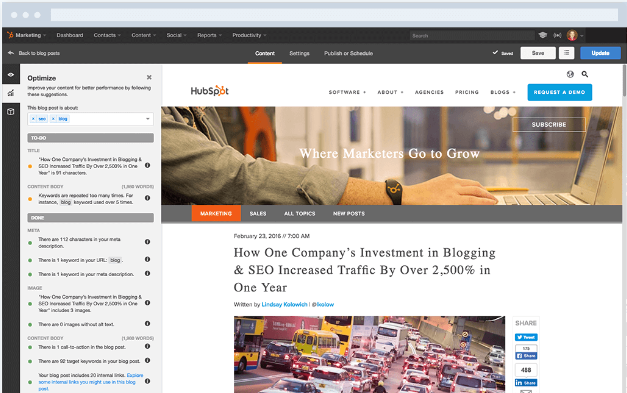 Marketing
Dashboard
Contacts
Content
Social
Reports
Productivity
Search
Back to blog posts
Content
Settings
Publish or Schedule
Saved
Save
Update
Optimize
Improve your content for better performance by following
these suggestions.
This blog post is about:
× seo × blog
TO-DO
TITLE
"How One Company's Investment in Blogging &
SEO Increased Traffic By Over 2,500% in One
Year" is 91 characters.
CONTENT BODY
Keywords are repeated too many times. For
instance, blog keyword used over 5 times.
DONE
META
There are 112 characters in your meta
description.
There is 1 keyword in your URL: blog.
There is 1 keyword in your meta description.
IMAGE
"How One Company's Investment in Blogging &
SEO Increased Traffic By Over 2,500% in One
Year" includes 3 images.
There are 0 images without alt text.
CONTENT BODY
There is 1 call-to-action in the blog post.
There are 92 target keywords in your blog post.
Your blog post includes 20 internal links. Explore
some internal links you might use in this blog
post.
HubSpot
SOFTWARE
ABOUT
AGENCIES
PRICING
BLOGS
REQUEST A DEMO
SUBSCRIBE
Where Marketers Go to Grow
MARKETING
SALES
ALL TOPICS
NEW POSTS
February 23, 2016 // 7:00 AM
How One Company's Investment in Blogging
& SEO Increased Traffic By Over 2,500% in
One Year
Written by Lindsay Kolowich | @lkolow
SHARE
Tweet
Share
488
Share